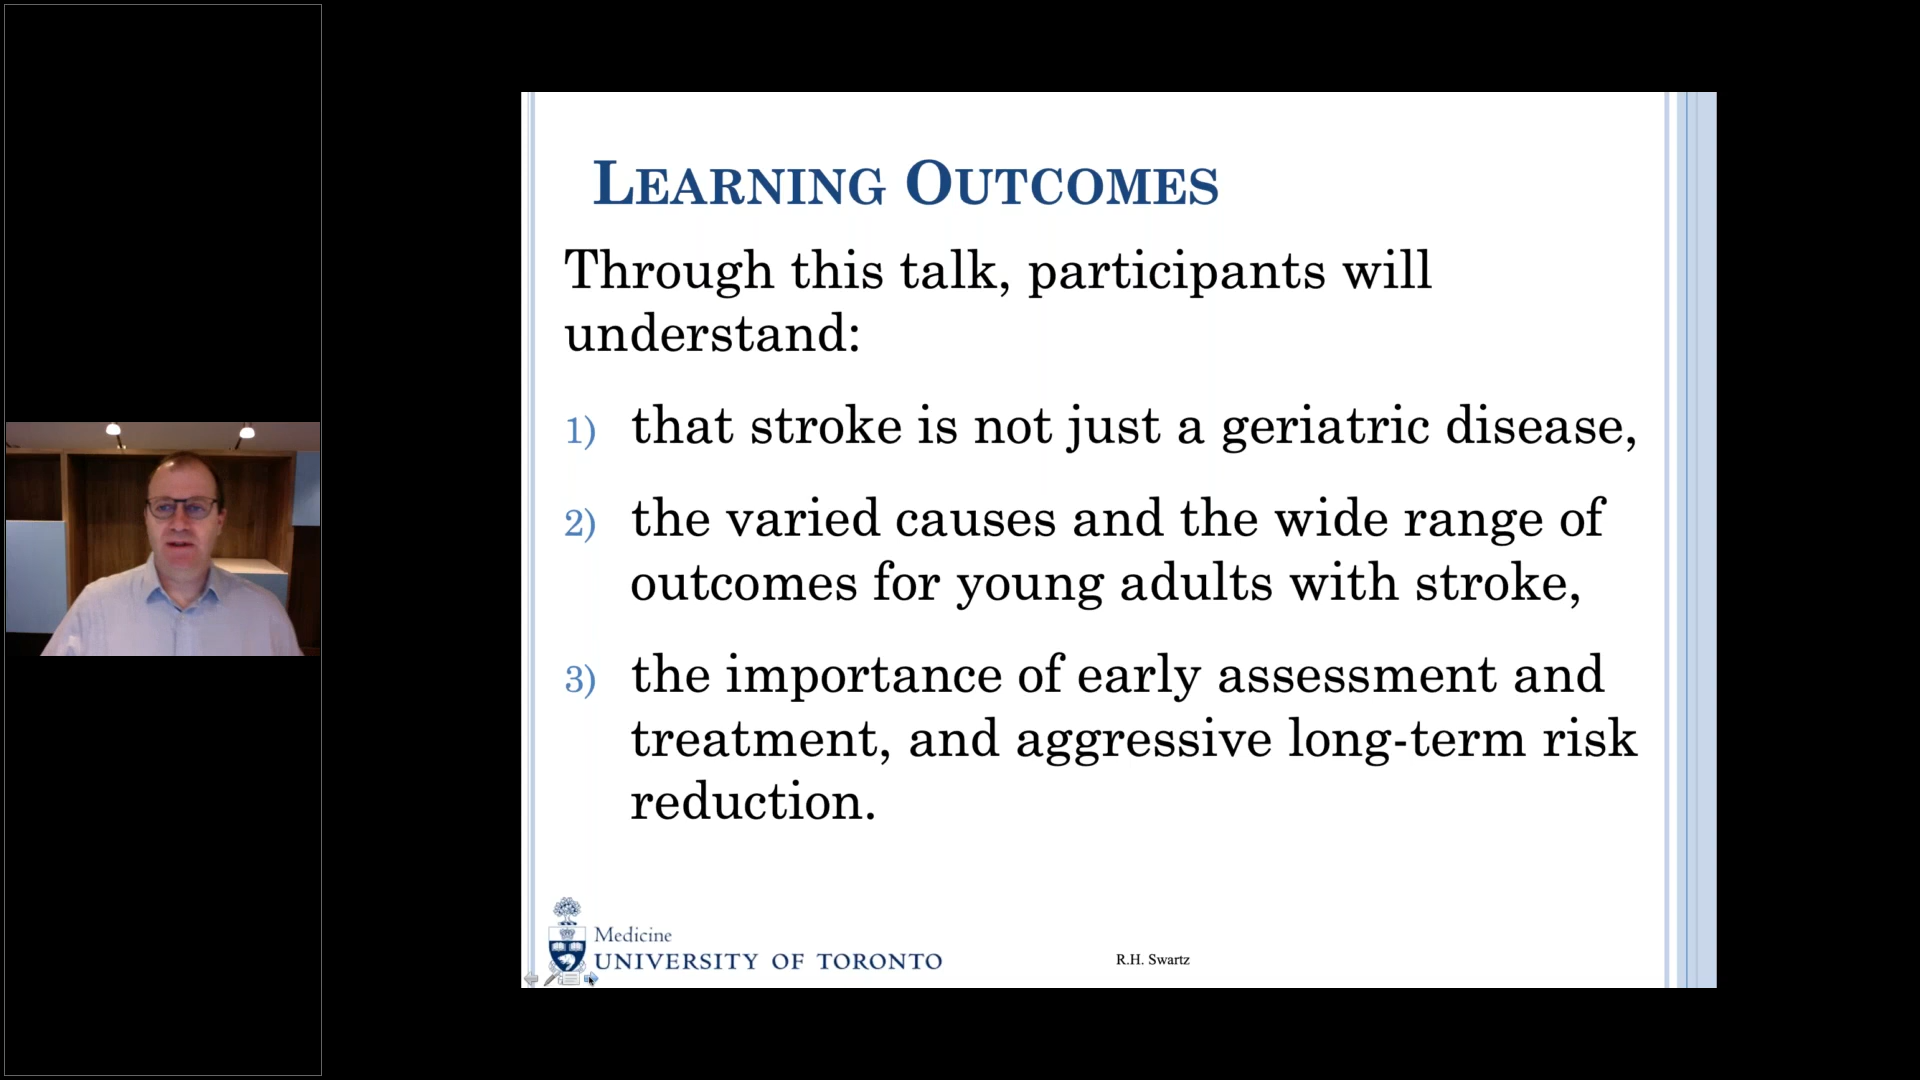 LEARNING OUTCOMES
Through this talk, participants will
understand:
1) that stroke is not just a geriatric disease,
2) the varied causes and the wide range of
outcomes for young adults with stroke,
3) the importance of early assessment and
treatment, and aggressive long-term risk
reduction.
Medicine
UNIVERSITY OF TORONTO
R.H. Swartz